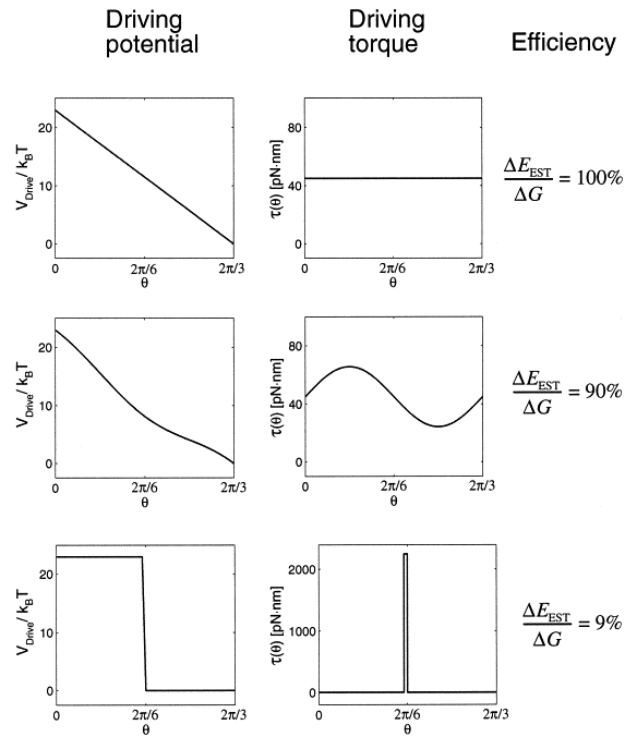 Driving potential
Driving torque
Efficiency
V_Drive / k_B T
20
10
0
0
2π/6
2π/3
θ
τ(θ) [pN·nm]
80
40
0
0
2π/6
2π/3
θ
ΔE_EST / ΔG = 100%
V_Drive / k_B T
20
10
0
0
2π/6
2π/3
θ
τ(θ) [pN·nm]
80
40
0
0
2π/6
2π/3
θ
ΔE_EST / ΔG = 90%
V_Drive / k_B T
20
10
0
0
2π/6
2π/3
θ
τ(θ) [pN·nm]
2000
1000
0
0
2π/6
2π/3
θ
ΔE_EST / ΔG = 9%